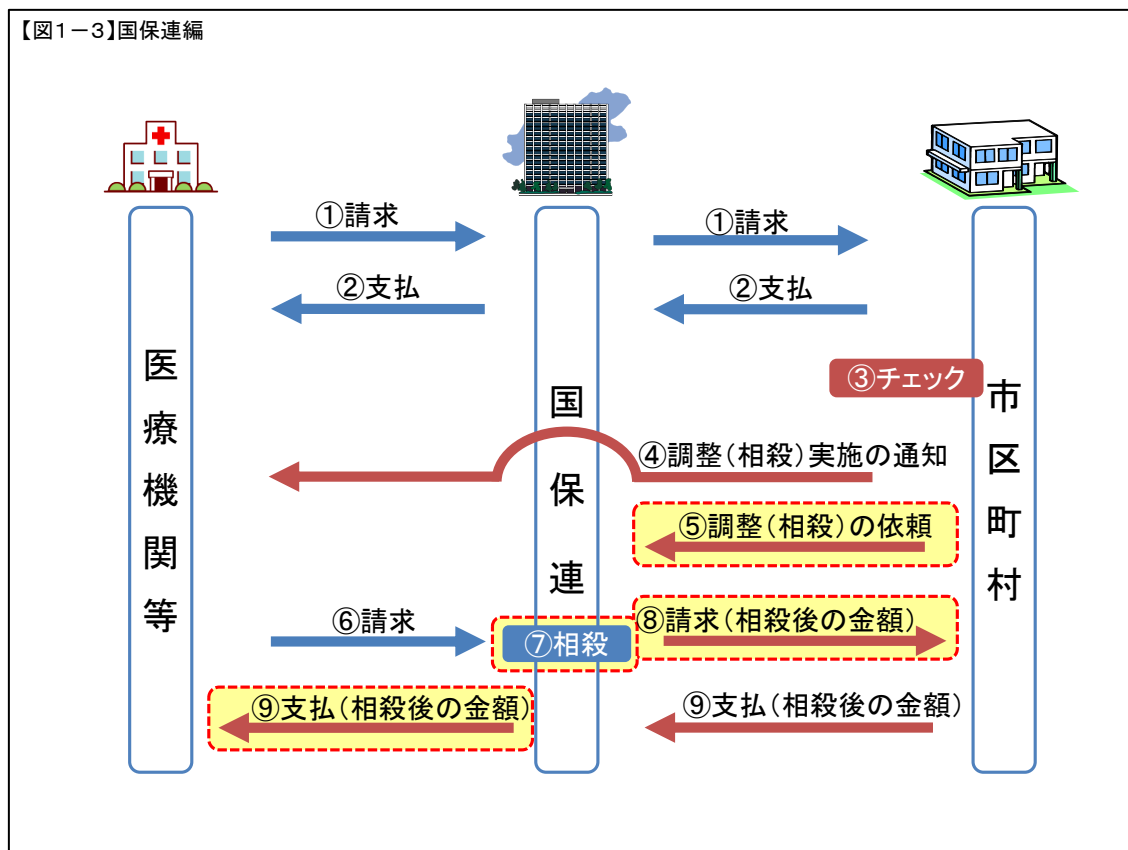 【図1-3】国保連編
①請求
①請求
②支払
②支払
医療機関等
国保連
市区町村
③チェック
④調整(相殺)実施の通知
⑤調整(相殺)の依頼
⑥請求
⑦相殺
⑧請求(相殺後の金額)
⑨支払(相殺後の金額)
⑨支払(相殺後の金額)